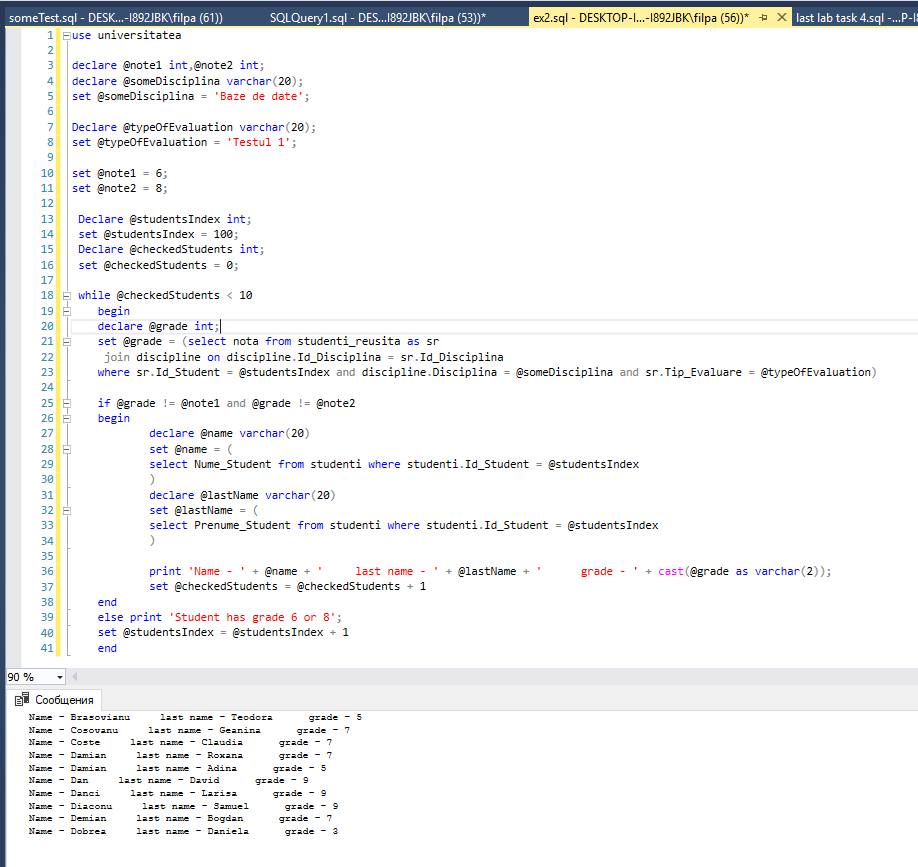 someTest.sql - DESK...-I892JBK\filpa (61))
SQLQuery1.sql - DES...I892JBK\filpa (53))*
ex2.sql - DESKTOP-I...-I892JBK\filpa (56))*
last lab task 4.sql -...P-I8
1 use universitatea
2
3 declare @note1 int,@note2 int;
4 declare @someDisciplina varchar(20);
5 set @someDisciplina = 'Baze de date';
6
7 Declare @typeOfEvaluation varchar(20);
8 set @typeOfEvaluation = 'Testul 1';
9
10 set @note1 = 6;
11 set @note2 = 8;
12
13 Declare @studentsIndex int;
14 set @studentsIndex = 100;
15 Declare @checkedStudents int;
16 set @checkedStudents = 0;
17
18 while @checkedStudents < 10
19 begin
20 declare @grade int;
21 set @grade = (select nota from studenti_reusita as sr
22 join discipline on discipline.Id_Disciplina = sr.Id_Disciplina
23 where sr.Id_Student = @studentsIndex and discipline.Disciplina = @someDisciplina and sr.Tip_Evaluare = @typeOfEvaluation)
24
25 if @grade != @note1 and @grade != @note2
26 begin
27 declare @name varchar(20)
28 set @name = (
29 select Nume_Student from studenti where studenti.Id_Student = @studentsIndex
30 )
31 declare @lastName varchar(20)
32 set @lastName = (
33 select Prenume_Student from studenti where studenti.Id_Student = @studentsIndex
34 )
35
36 print 'Name - ' + @name + '     last name - ' + @lastName + '      grade - ' + cast(@grade as varchar(2));
37 set @checkedStudents = @checkedStudents + 1
38 end
39 else print 'Student has grade 6 or 8';
40 set @studentsIndex = @studentsIndex + 1
41 end
90 %
Сообщения
Name - Brasovianu     last name - Teodora      grade - 5
Name - Cosovanu     last name - Geanina      grade - 7
Name - Coste     last name - Claudia      grade - 7
Name - Damian     last name - Roxana      grade - 7
Name - Damian     last name - Adina      grade - 5
Name - Dan     last name - David      grade - 9
Name - Danci     last name - Larisa      grade - 9
Name - Diaconu     last name - Samuel      grade - 9
Name - Demian     last name - Bogdan      grade - 7
Name - Dobrea     last name - Daniela      grade - 3